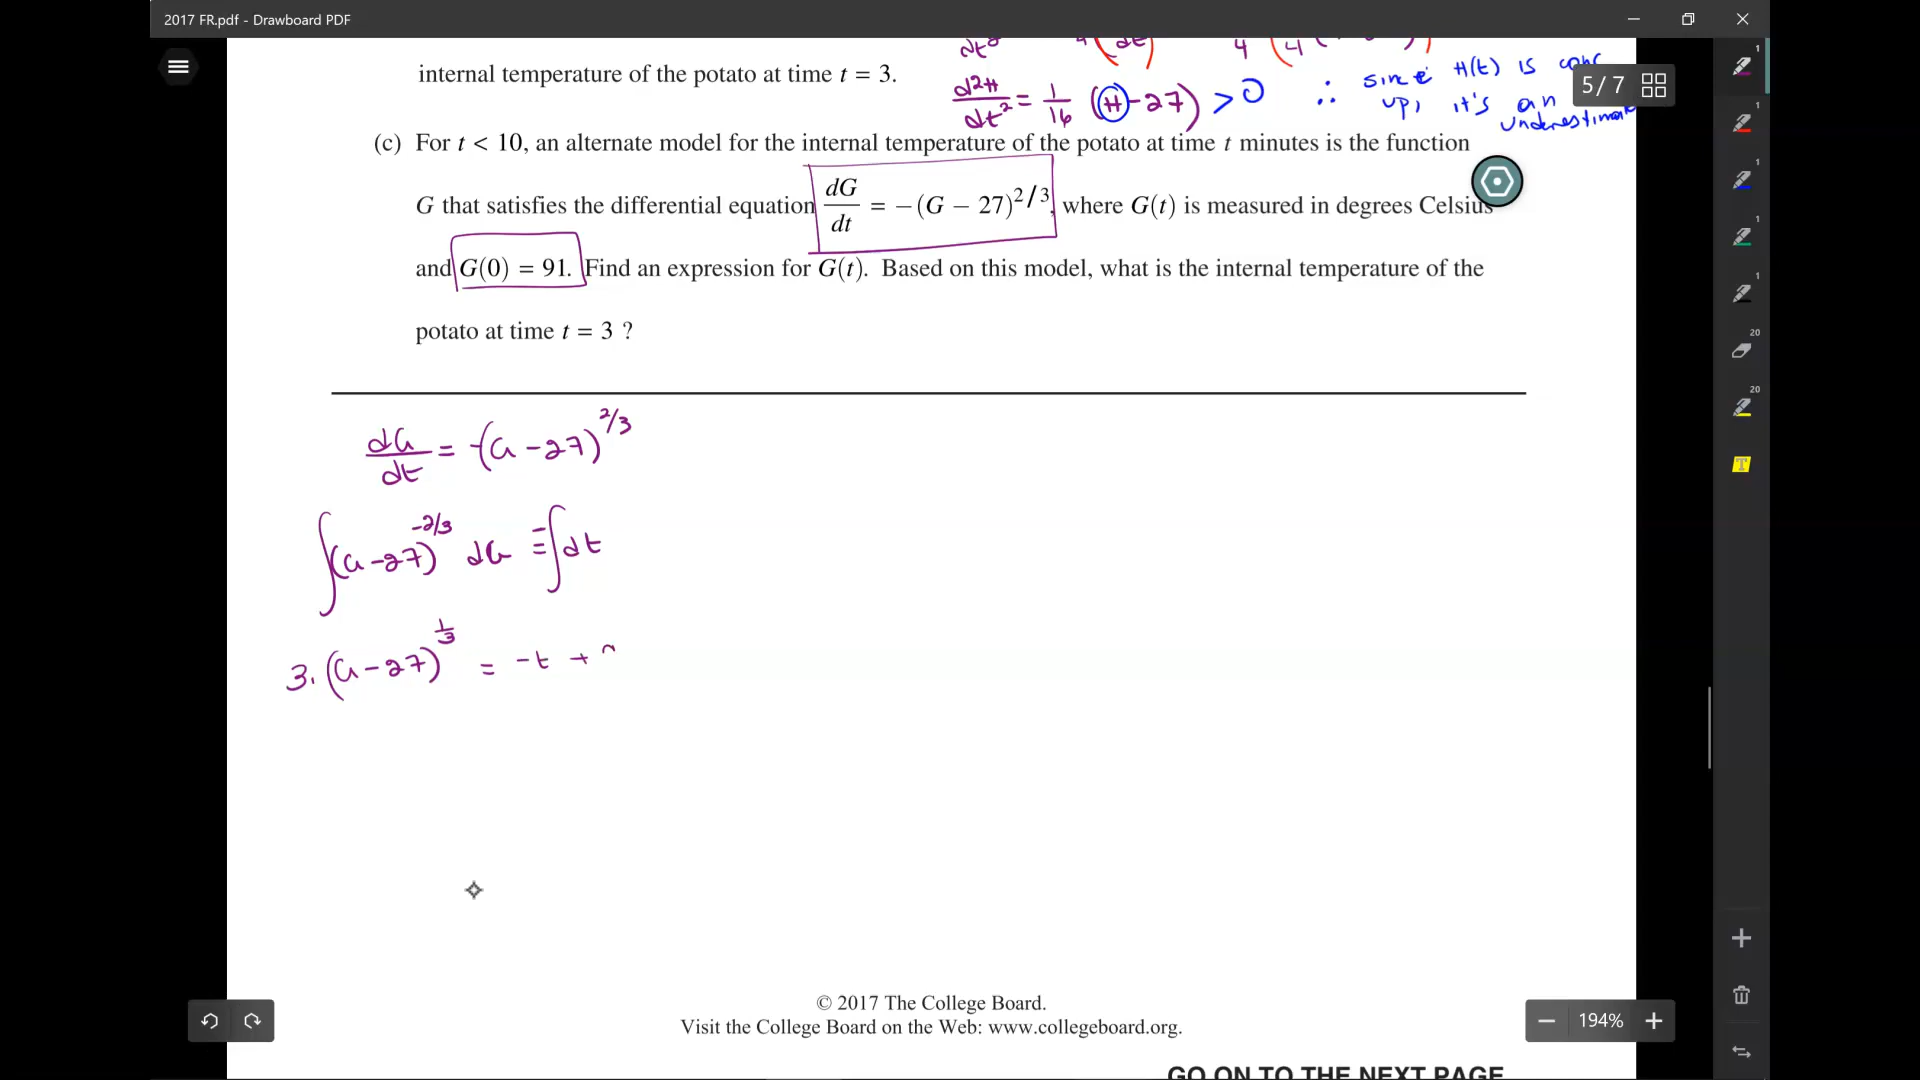 2017 FR.pdf - Drawboard PDF
internal temperature of the potato at time t = 3.
d²H/dt² = 1/16 (H-27) > 0 ∴ since H(t) is conc up, it's an underestimate
5 / 7
(c) For t < 10, an alternate model for the internal temperature of the potato at time t minutes is the function
G that satisfies the differential equation dG/dt = −(G − 27)^2/3, where G(t) is measured in degrees Celsius
and G(0) = 91. Find an expression for G(t). Based on this model, what is the internal temperature of the
potato at time t = 3 ?
dG/dt = -(G-27)^2/3
∫(G-27)^-2/3 dG = -∫dt
3.(G-27)^1/3 = -t +
© 2017 The College Board.
Visit the College Board on the Web: www.collegeboard.org.
194%
GO ON TO THE NEXT PAGE